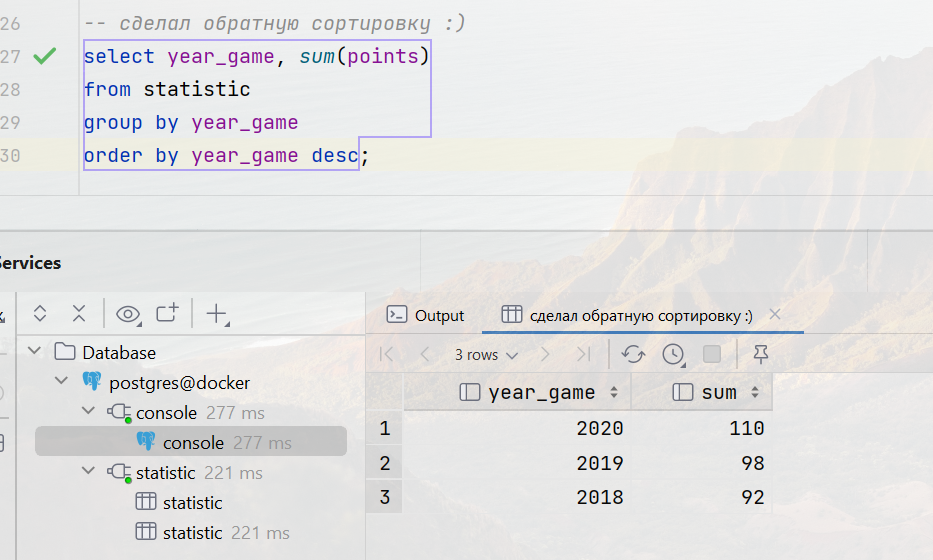 26 -- сделал обратную сортировку :)
27 select year_game, sum(points)
28 from statistic
29 group by year_game
30 order by year_game desc;
Services
Output сделал обратную сортировку :)
3 rows
Database
postgres@docker
console 277 ms
console 277 ms
statistic 221 ms
statistic
statistic 221 ms
year_game sum
1 2020 110
2 2019 98
3 2018 92